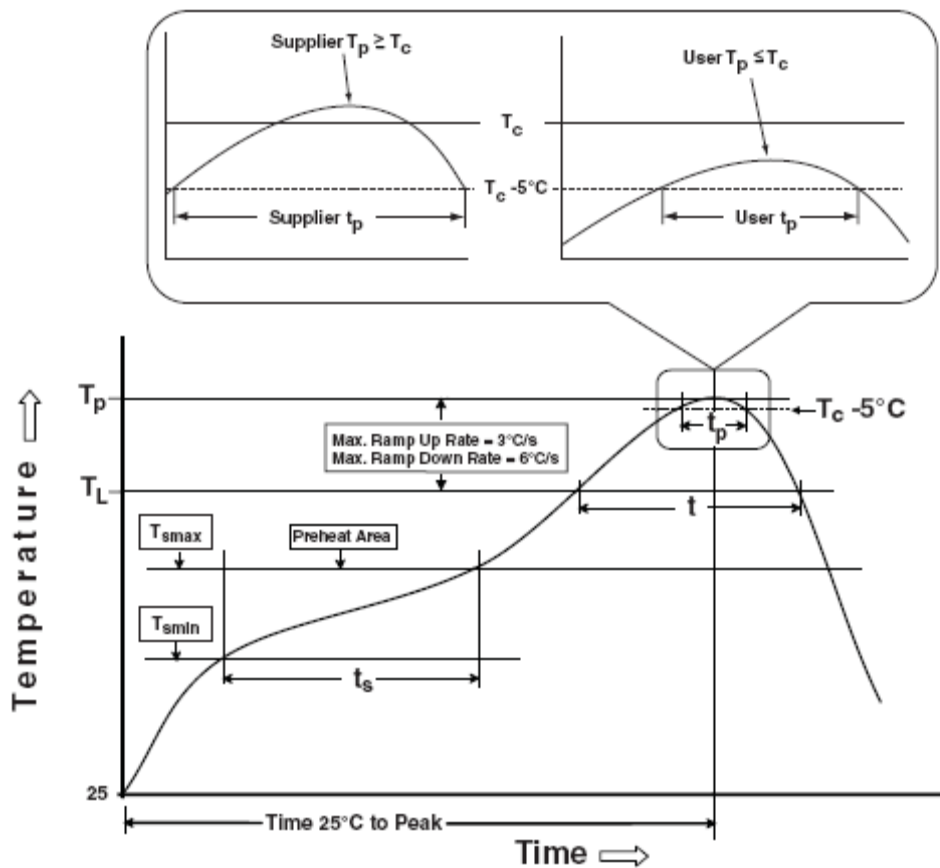 Supplier Tp ≥ Tc
User Tp ≤ Tc
Tc
Tc -5°C
Supplier tp
User tp
Tp
Tc -5°C
tp
Max. Ramp Up Rate = 3°C/s
Max. Ramp Down Rate = 6°C/s
TL
t
Tsmax
Preheat Area
Tsmin
ts
Temperature
25
Time 25°C to Peak
Time